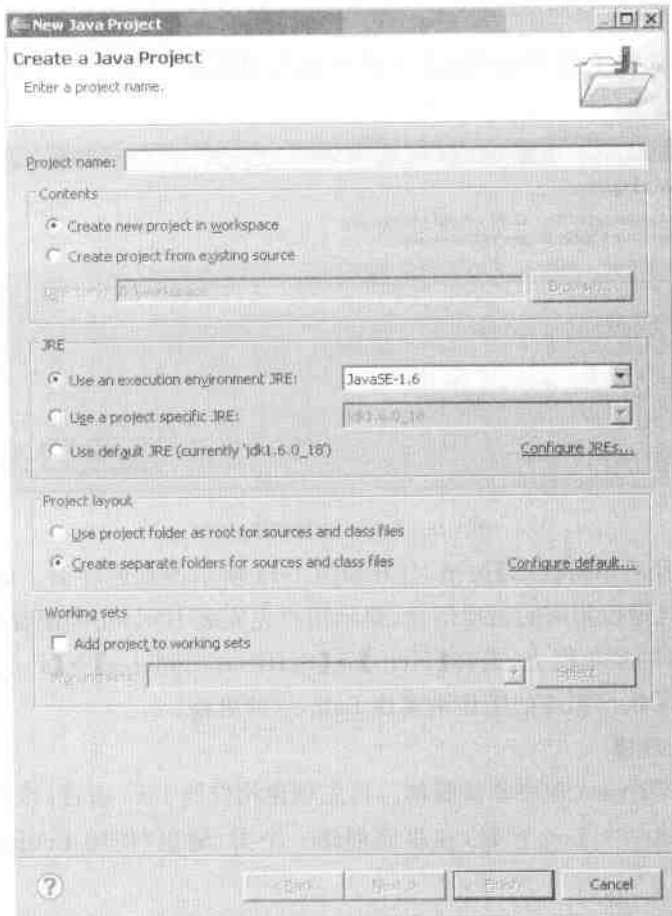 New Java Project
Create a Java Project
Enter a project name.
Project name:
Contents
Create new project in workspace
Create project from existing source
Browse...
JRE
Use an execution environment JRE:
JavaSE-1.6
Use a project specific JRE:
jdk1.6.0_18
Use default JRE (currently 'jdk1.6.0_18')
Configure JREs...
Project layout
Use project folder as root for sources and class files
Create separate folders for sources and class files
Configure default...
Working sets
Add project to working sets
Select...
?
< Back
Next >
Finish
Cancel